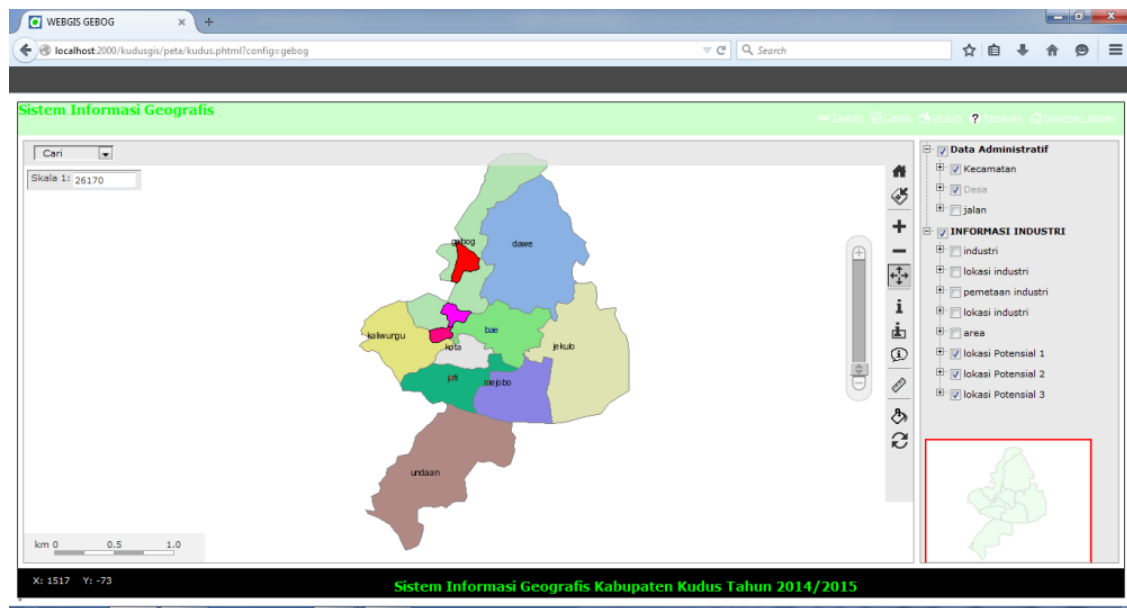 WEBGIS GEBOG
localhost:2000/kudusgis/peta/kudus.phtml?config=gebog
Search
Sistem Informasi Geografis
Tautan Cetak Unduh ? Panduan Halaman depan
Cari
Skala 1: 26170
gebog
dawe
kaliwungu
bae
kota
jekulo
jati
mejobo
undaan
km 0 0.5 1.0
Data Administratif
Kecamatan
Desa
jalan
INFORMASI INDUSTRI
industri
lokasi industri
pemetaan industri
lokasi industri
area
lokasi Potensial 1
lokasi Potensial 2
lokasi Potensial 3
X: 1517 Y: -73
Sistem Informasi Geografis Kabupaten Kudus Tahun 2014/2015